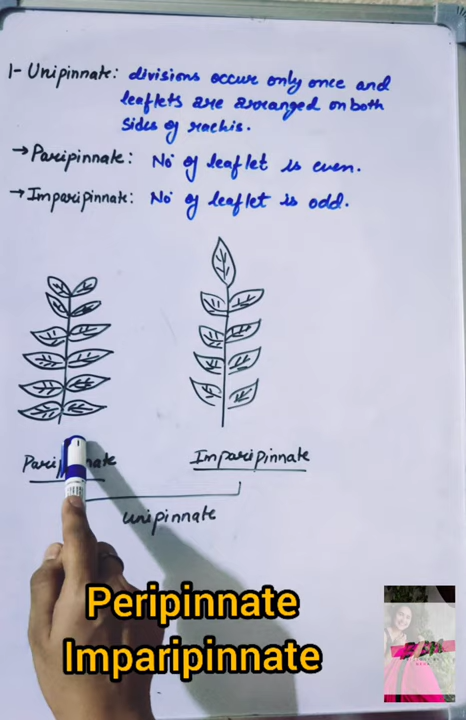 1- Unipinnate: divisions occur only once and
leaflets are arranged on both
sides of rachis.
→ Paripinnate: No of leaflet is even.
→ Imparipinnate: No of leaflet is odd.
Imparipinnate
Unipinnate
Peripinnate
Imparipinnate